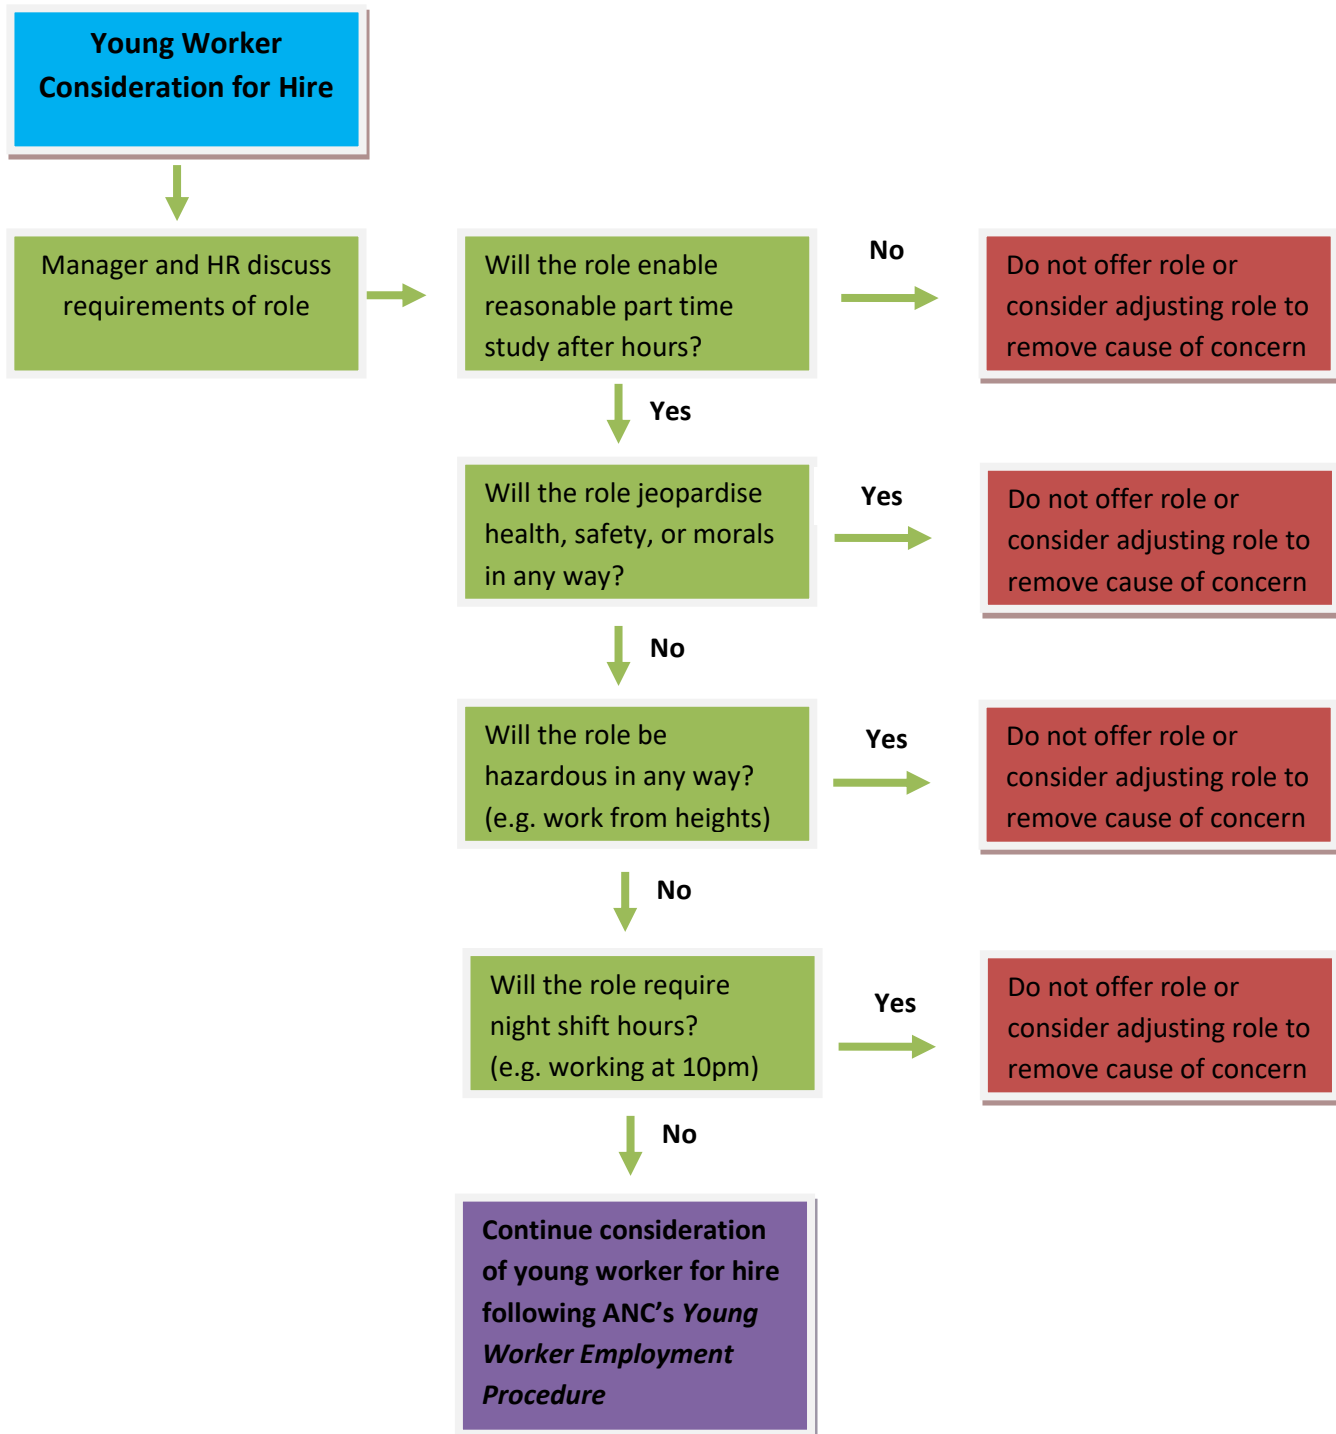 Young Worker
Consideration for Hire
Manager and HR discuss
requirements of role
Will the role enable
reasonable part time
study after hours?
No
Do not offer role or
consider adjusting role to
remove cause of concern
Yes
Will the role jeopardise
health, safety, or morals
in any way?
Yes
Do not offer role or
consider adjusting role to
remove cause of concern
No
Will the role be
hazardous in any way?
(e.g. work from heights)
Yes
Do not offer role or
consider adjusting role to
remove cause of concern
No
Will the role require
night shift hours?
(e.g. working at 10pm)
Yes
Do not offer role or
consider adjusting role to
remove cause of concern
No
Continue consideration
of young worker for hire
following ANC’s Young
Worker Employment
Procedure